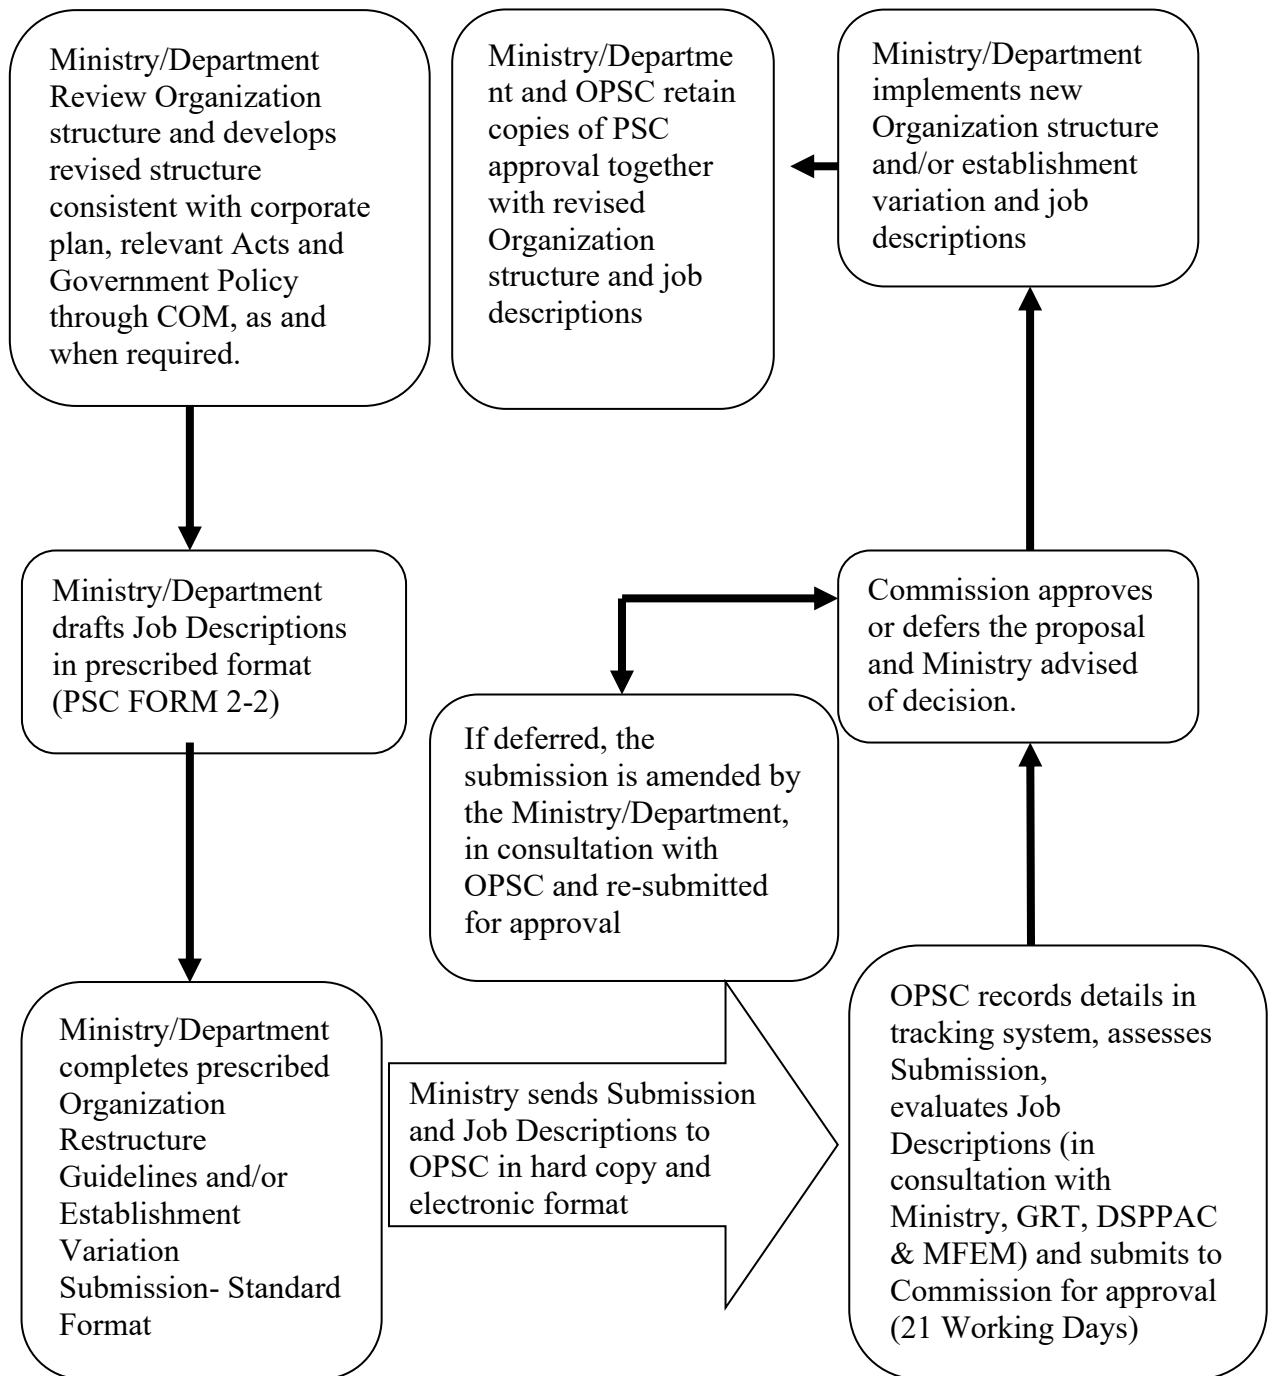 Ministry/Department
Review Organization
structure and develops
revised structure
consistent with corporate
plan, relevant Acts and
Government Policy
through COM, as and
when required.
Ministry/Departme
nt and OPSC retain
copies of PSC
approval together
with revised
Organization
structure and job
descriptions
Ministry/Department
implements new
Organization structure
and/or establishment
variation and job
descriptions
Ministry/Department
drafts Job Descriptions
in prescribed format
(PSC FORM 2-2)
Commission approves
or defers the proposal
and Ministry advised
of decision.
If deferred, the
submission is amended by
the Ministry/Department,
in consultation with
OPSC and re-submitted
for approval
Ministry/Department
completes prescribed
Organization
Restructure
Guidelines and/or
Establishment
Variation
Submission- Standard
Format
Ministry sends Submission
and Job Descriptions to
OPSC in hard copy and
electronic format
OPSC records details in
tracking system, assesses
Submission,
evaluates Job
Descriptions (in
consultation with
Ministry, GRT, DSPPAC
& MFEM) and submits to
Commission for approval
(21 Working Days)